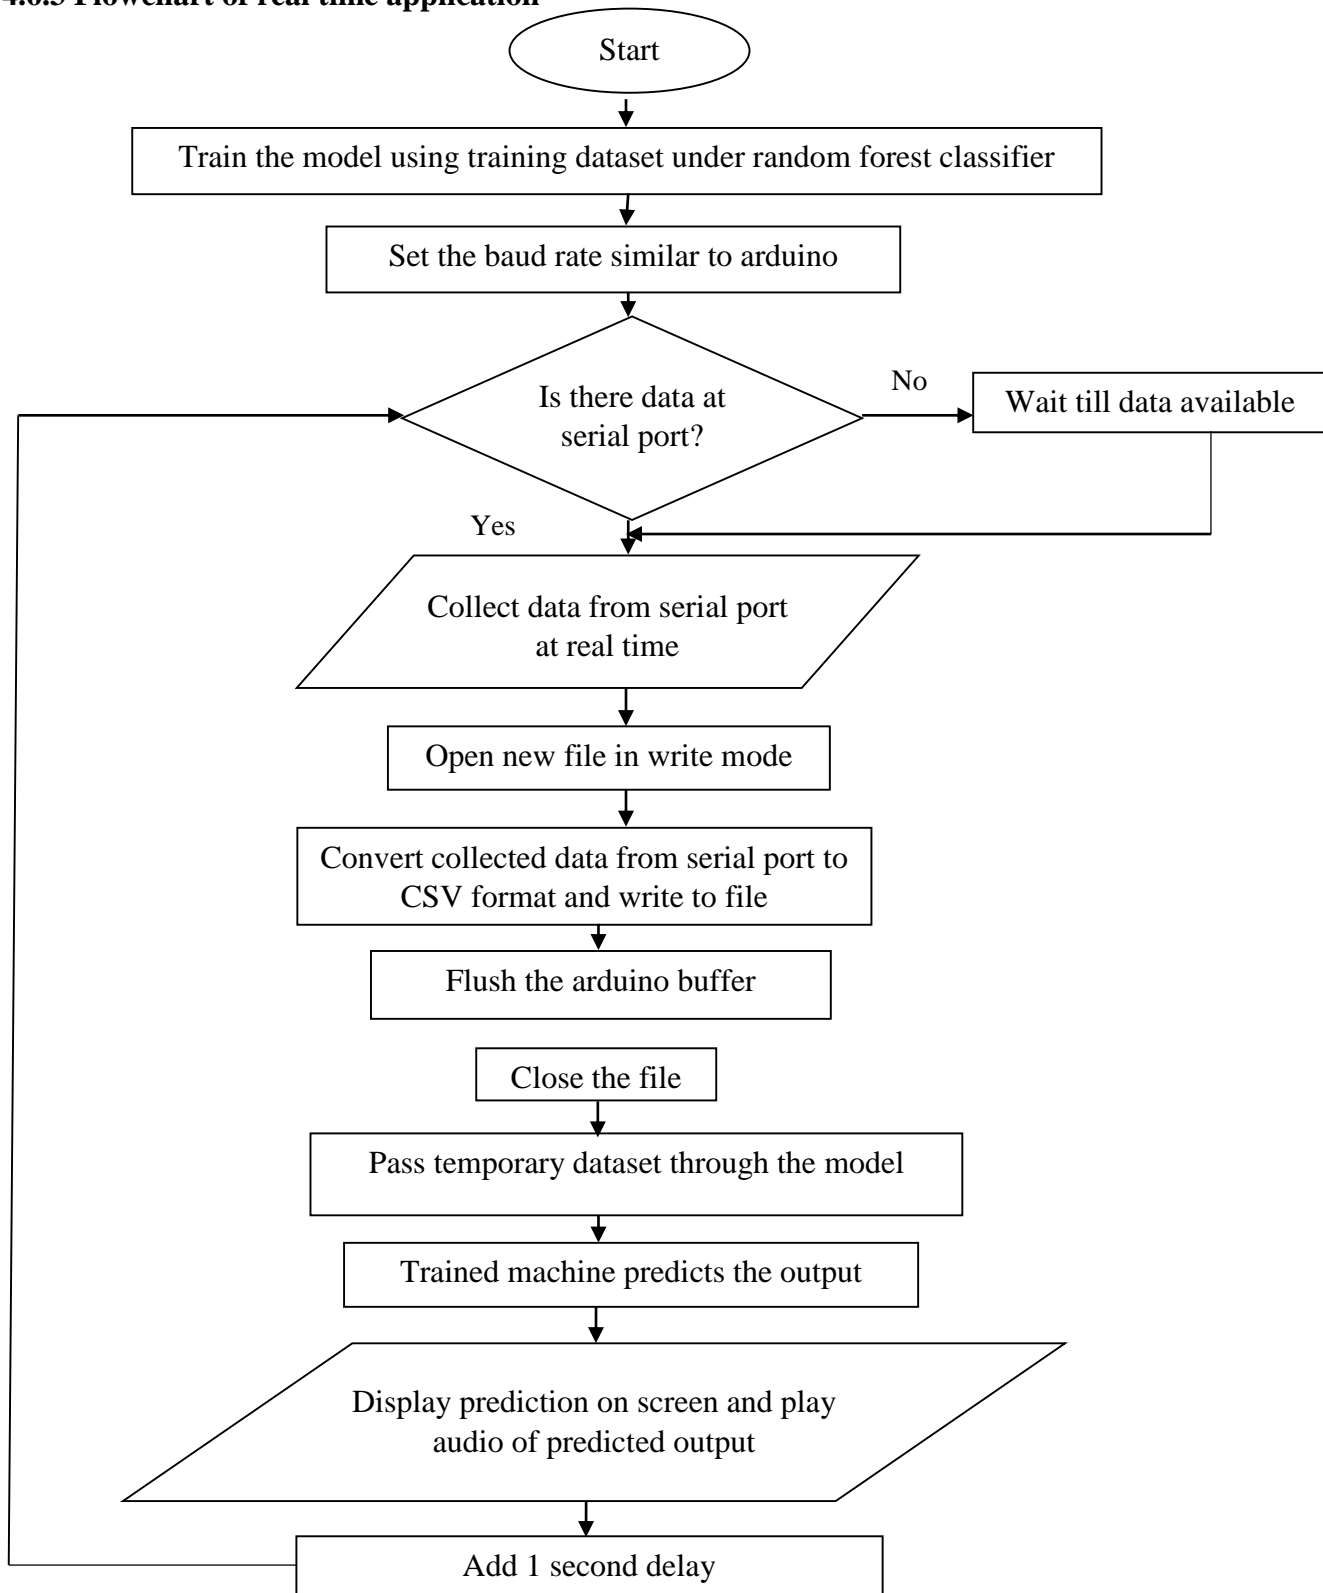 4.6.3 Flowchart of real time application
Start
Train the model using training dataset under random forest classifier
Set the baud rate similar to arduino
Is there data at
serial port?
No
Wait till data available
Yes
Collect data from serial port
at real time
Open new file in write mode
Convert collected data from serial port to
CSV format and write to file
Flush the arduino buffer
Close the file
Pass temporary dataset through the model
Trained machine predicts the output
Display prediction on screen and play
audio of predicted output
Add 1 second delay